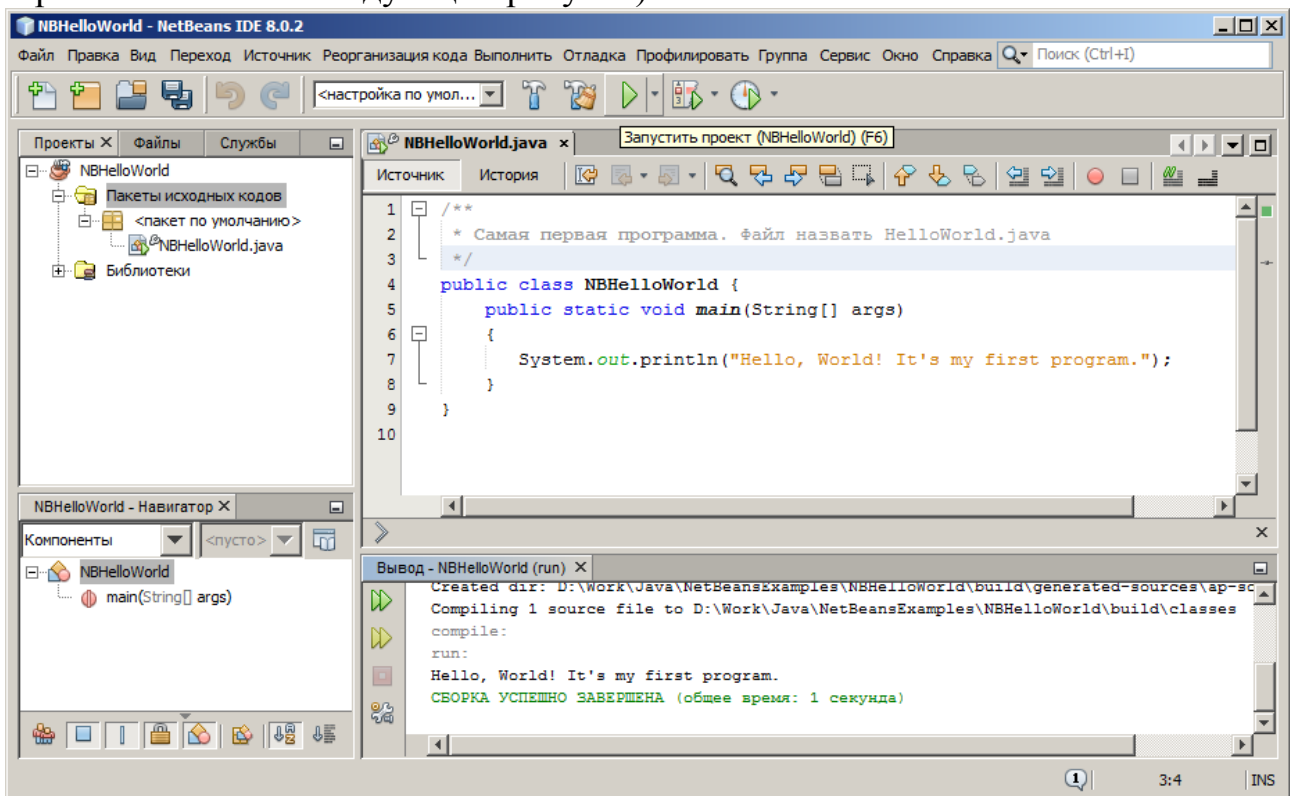 NBHelloWorld - NetBeans IDE 8.0.2
Файл Правка Вид Переход Источник Реорганизация кода Выполнить Отладка Профилировать Группа Сервис Окно Справка Поиск (Ctrl+I)
<настройка по умол...
Запустить проект (NBHelloWorld) (F6)
Проекты Файлы Службы
NBHelloWorld
Пакеты исходных кодов
<пакет по умолчанию>
NBHelloWorld.java
Библиотеки
NBHelloWorld.java
Источник История
1 /**
2 * Самая первая программа. Файл назвать HelloWorld.java
3 */
4 public class NBHelloWorld {
5 public static void main(String[] args)
6 {
7 System.out.println("Hello, World! It's my first program.");
8 }
9 }
10
NBHelloWorld - Навигатор
Компоненты <пусто>
NBHelloWorld
main(String[] args)
Вывод - NBHelloWorld (run)
Created dir: D:\Work\Java\NetBeansExamples\NBHelloWorld\build\generated-sources\ap-so
Compiling 1 source file to D:\Work\Java\NetBeansExamples\NBHelloWorld\build\classes
compile:
run:
Hello, World! It's my first program.
СБОРКА УСПЕШНО ЗАВЕРШЕНА (общее время: 1 секунда)
1 3:4 INS